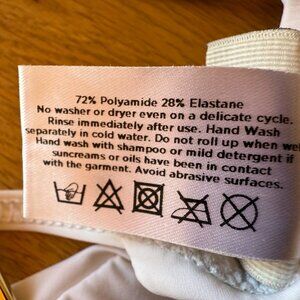 72% Polyamide 28% Elastane
No washer or dryer even on a delicate cycle.
Rinse immediately after use. Hand Wash
separately in cold water. Do not roll up when wet
Hand wash with shampoo or mild detergent if
suncreams or oils have been in contact
with the garment. Avoid abrasive surfaces.